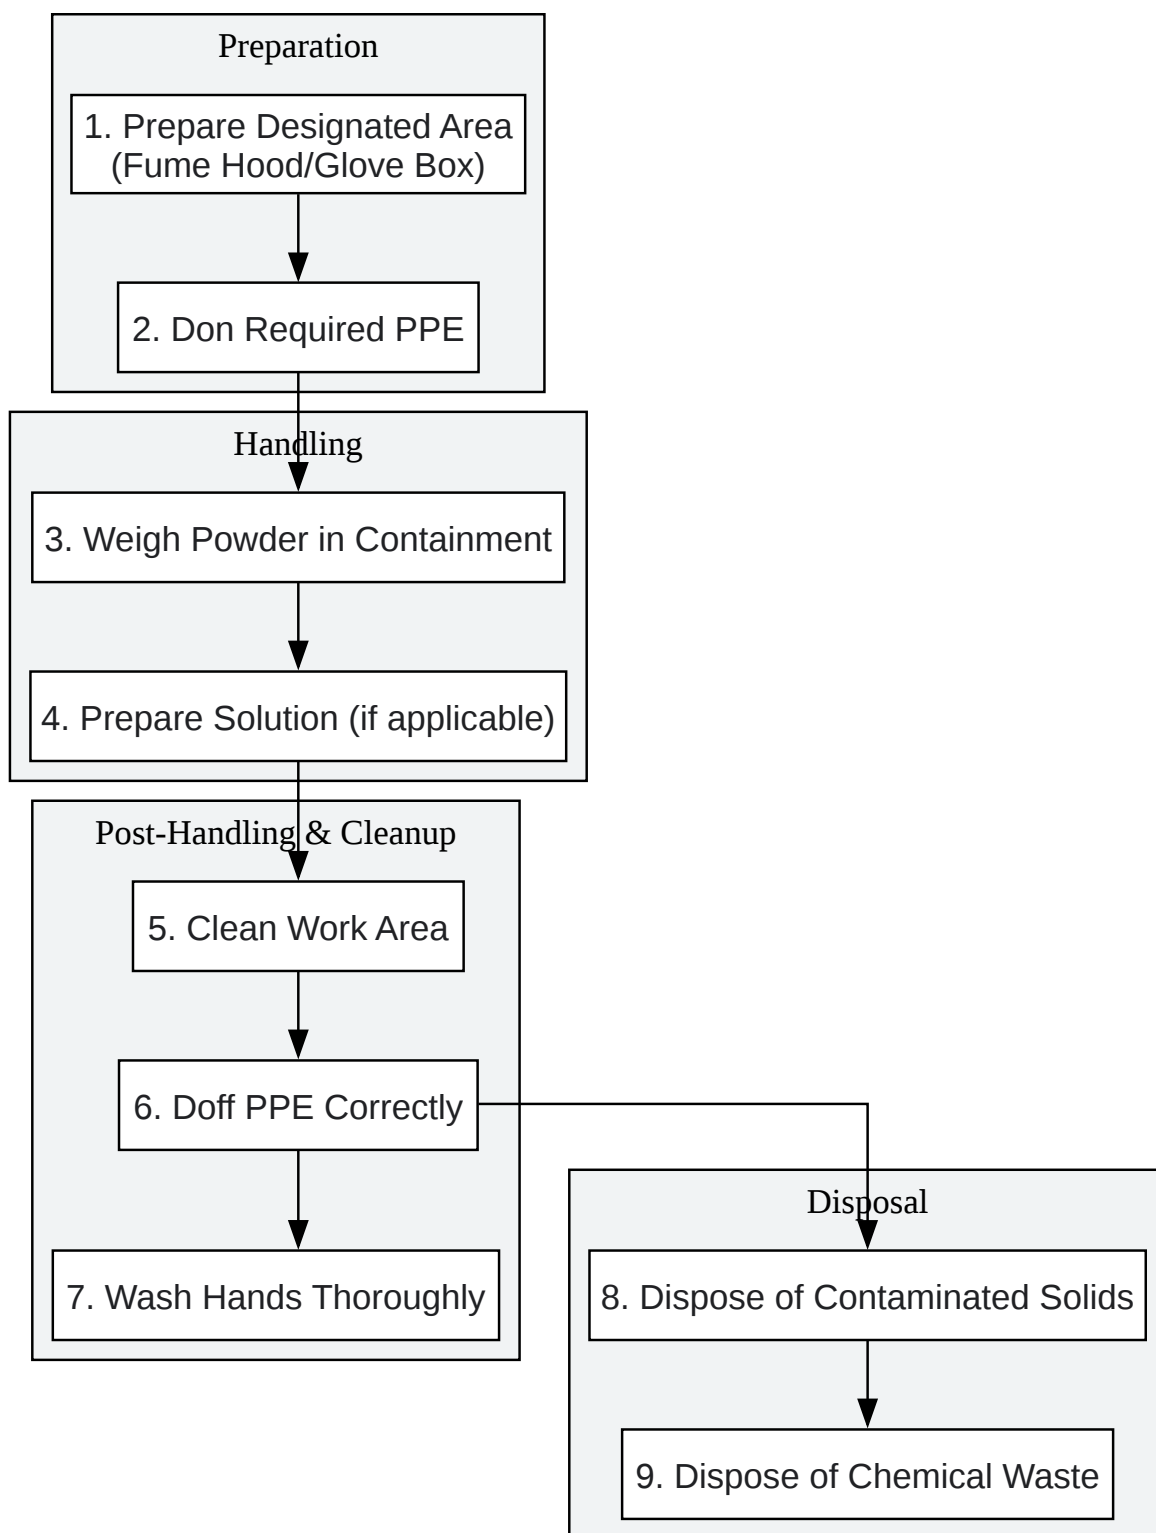 Preparation
1. Prepare Designated Area
(Fume Hood/Glove Box)
2. Don Required PPE
Handling
3. Weigh Powder in Containment
4. Prepare Solution (if applicable)
Post-Handling & Cleanup
5. Clean Work Area
6. Doff PPE Correctly
7. Wash Hands Thoroughly
Disposal
8. Dispose of Contaminated Solids
9. Dispose of Chemical Waste